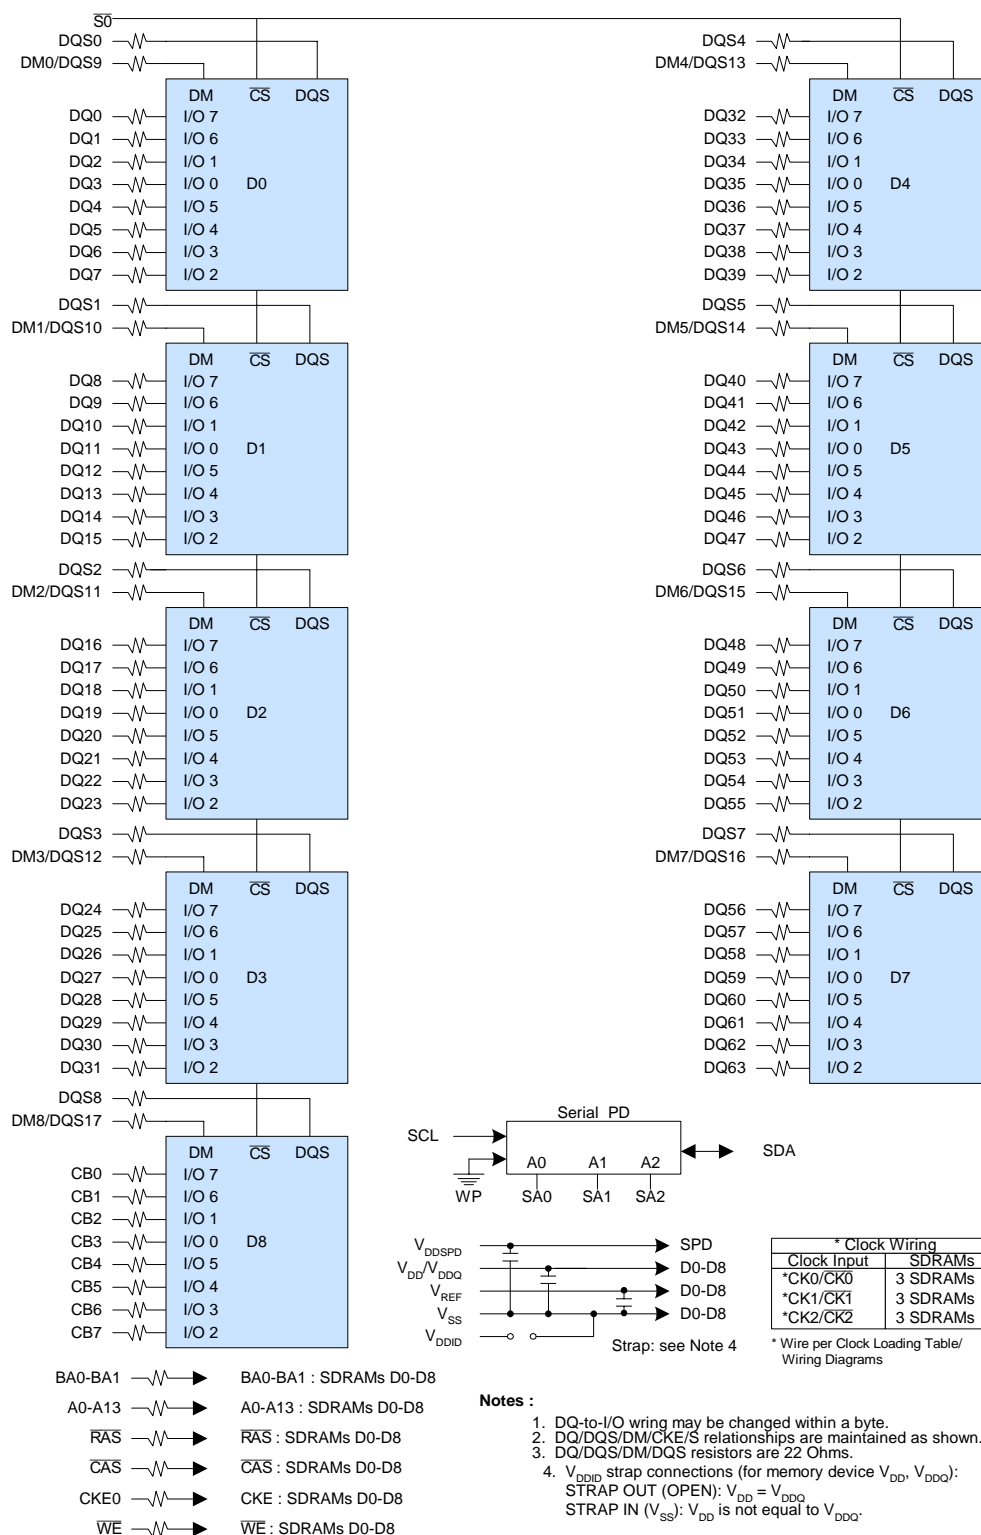 S0
DQS0
DM0/DQS9
DM CS DQS
DQ0 I/O 7
DQ1 I/O 6
DQ2 I/O 1
DQ3 I/O 0 D0
DQ4 I/O 5
DQ5 I/O 4
DQ6 I/O 3
DQ7 I/O 2
DQS1
DM1/DQS10
DM CS DQS
DQ8 I/O 7
DQ9 I/O 6
DQ10 I/O 1
DQ11 I/O 0 D1
DQ12 I/O 5
DQ13 I/O 4
DQ14 I/O 3
DQ15 I/O 2
DQS2
DM2/DQS11
DM CS DQS
DQ16 I/O 7
DQ17 I/O 6
DQ18 I/O 1
DQ19 I/O 0 D2
DQ20 I/O 5
DQ21 I/O 4
DQ22 I/O 3
DQ23 I/O 2
DQS3
DM3/DQS12
DM CS DQS
DQ24 I/O 7
DQ25 I/O 6
DQ26 I/O 1
DQ27 I/O 0 D3
DQ28 I/O 5
DQ29 I/O 4
DQ30 I/O 3
DQ31 I/O 2
DQS8
DM8/DQS17
DM CS DQS
CB0 I/O 7
CB1 I/O 6
CB2 I/O 1
CB3 I/O 0 D8
CB4 I/O 5
CB5 I/O 4
CB6 I/O 3
CB7 I/O 2
DQS4
DM4/DQS13
DM CS DQS
DQ32 I/O 7
DQ33 I/O 6
DQ34 I/O 1
DQ35 I/O 0 D4
DQ36 I/O 5
DQ37 I/O 4
DQ38 I/O 3
DQ39 I/O 2
DQS5
DM5/DQS14
DM CS DQS
DQ40 I/O 7
DQ41 I/O 6
DQ42 I/O 1
DQ43 I/O 0 D5
DQ44 I/O 5
DQ45 I/O 4
DQ46 I/O 3
DQ47 I/O 2
DQS6
DM6/DQS15
DM CS DQS
DQ48 I/O 7
DQ49 I/O 6
DQ50 I/O 1
DQ51 I/O 0 D6
DQ52 I/O 5
DQ53 I/O 4
DQ54 I/O 3
DQ55 I/O 2
DQS7
DM7/DQS16
DM CS DQS
DQ56 I/O 7
DQ57 I/O 6
DQ58 I/O 1
DQ59 I/O 0 D7
DQ60 I/O 5
DQ61 I/O 4
DQ62 I/O 3
DQ63 I/O 2
Serial PD
SCL SDA
A0 A1 A2
WP SA0 SA1 SA2
VDDSPD SPD
VDD/VDDQ D0-D8
VREF D0-D8
VSS D0-D8
VDDID
Strap: see Note 4
* Clock Wiring
Clock Input SDRAMs
*CK0/CK0 3 SDRAMs
*CK1/CK1 3 SDRAMs
*CK2/CK2 3 SDRAMs
* Wire per Clock Loading Table/
Wiring Diagrams
BA0-BA1 BA0-BA1 : SDRAMs D0-D8
A0-A13 A0-A13 : SDRAMs D0-D8
RAS RAS : SDRAMs D0-D8
CAS CAS : SDRAMs D0-D8
CKE0 CKE : SDRAMs D0-D8
WE WE : SDRAMs D0-D8
Notes :
1. DQ-to-I/O wring may be changed within a byte.
2. DQ/DQS/DM/CKE/S relationships are maintained as shown.
3. DQ/DQS/DM/DQS resistors are 22 Ohms.
4. VDDID strap connections (for memory device VDD, VDDQ):
STRAP OUT (OPEN): VDD = VDDQ
STRAP IN (VSS): VDD is not equal to VDDQ.